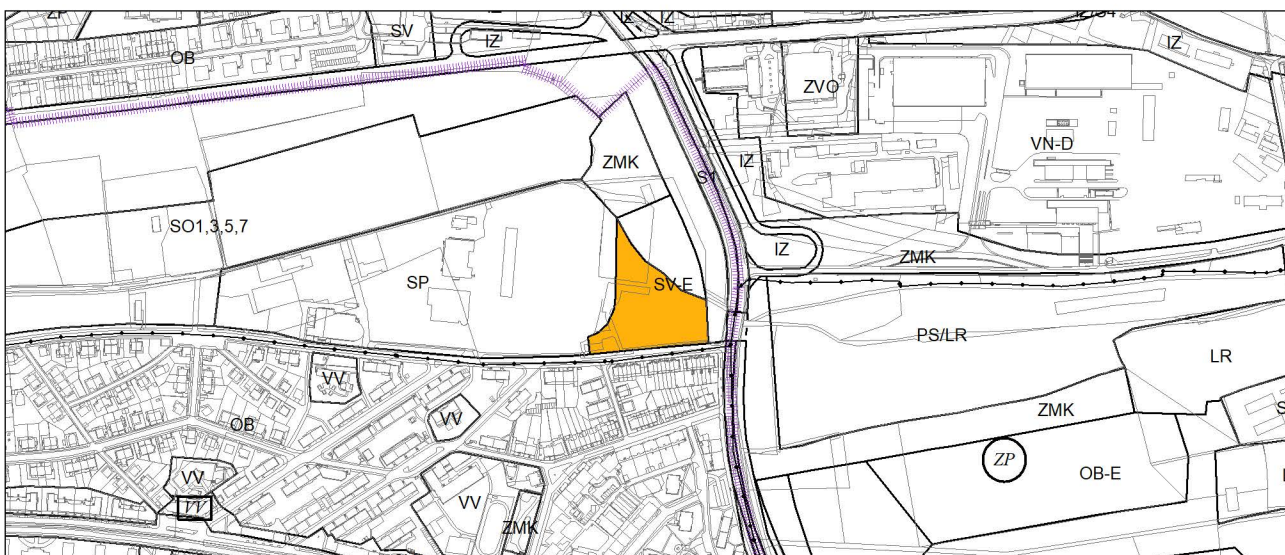 ZP
SV
IZ
IZ
IZ
IZ
OB
ZVO
VN-D
ZMK
IZ
S1
SO1,3,5,7
IZ
ZMK
SP
SV-E
PS/LR
LR
VV
ZMK
OB
VV
ZP
OB-E
VV
VV
VV
ZMK